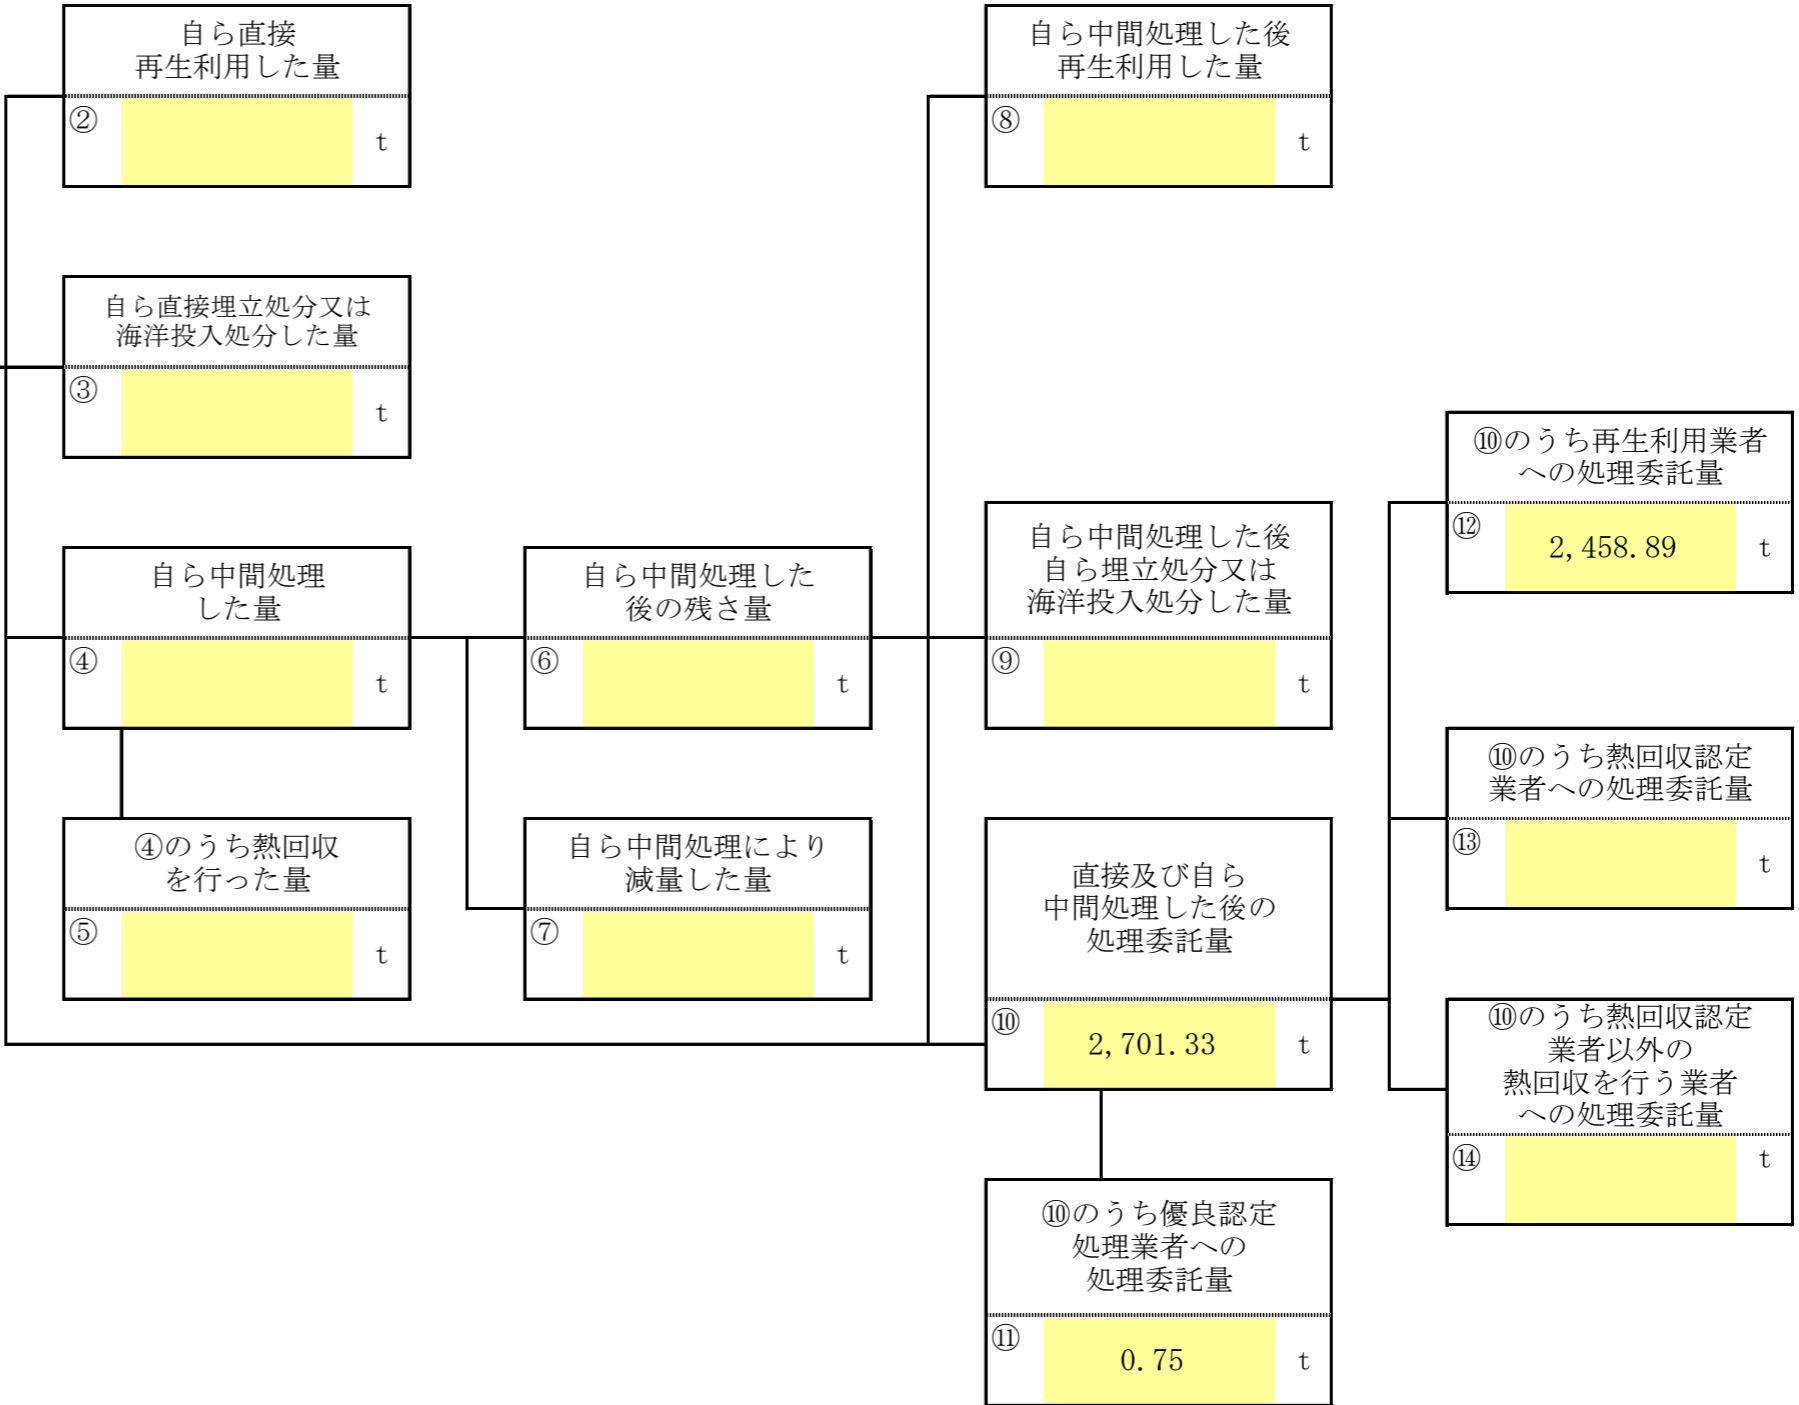 自ら直接
再生利用した量
②
t
自ら中間処理した後
再生利用した量
⑧
t
自ら直接埋立処分又は
海洋投入処分した量
③
t
⑩のうち再生利用業者
への処理委託量
⑫
2,458.89
t
自ら中間処理
した量
④
t
自ら中間処理した
後の残さ量
⑥
t
自ら中間処理した後
自ら埋立処分又は
海洋投入処分した量
⑨
t
⑩のうち熱回収認定
業者への処理委託量
⑬
t
④のうち熱回収
を行った量
⑤
t
自ら中間処理により
減量した量
⑦
t
直接及び自ら
中間処理した後の
処理委託量
⑩
2,701.33
t
⑩のうち熱回収認定
業者以外の
熱回収を行う業者
への処理委託量
⑭
t
⑩のうち優良認定
処理業者への
処理委託量
⑪
0.75
t